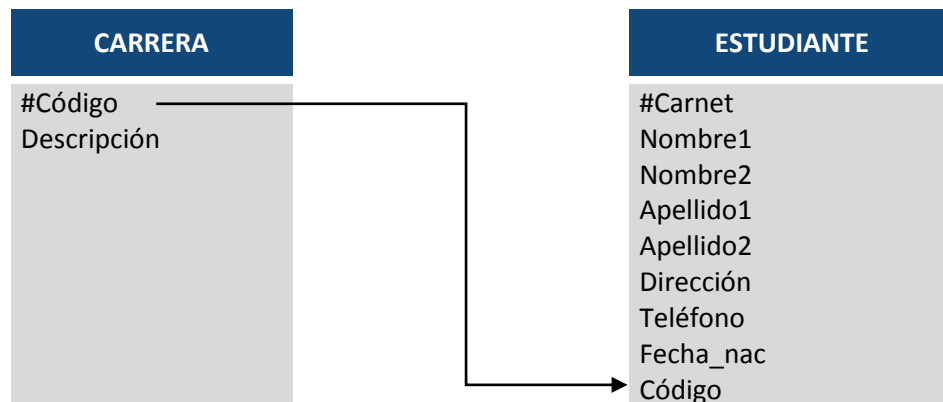 CARRERA
#Código
Descripción
ESTUDIANTE
#Carnet
Nombre1
Nombre2
Apellido1
Apellido2
Dirección
Teléfono
Fecha_nac
Código